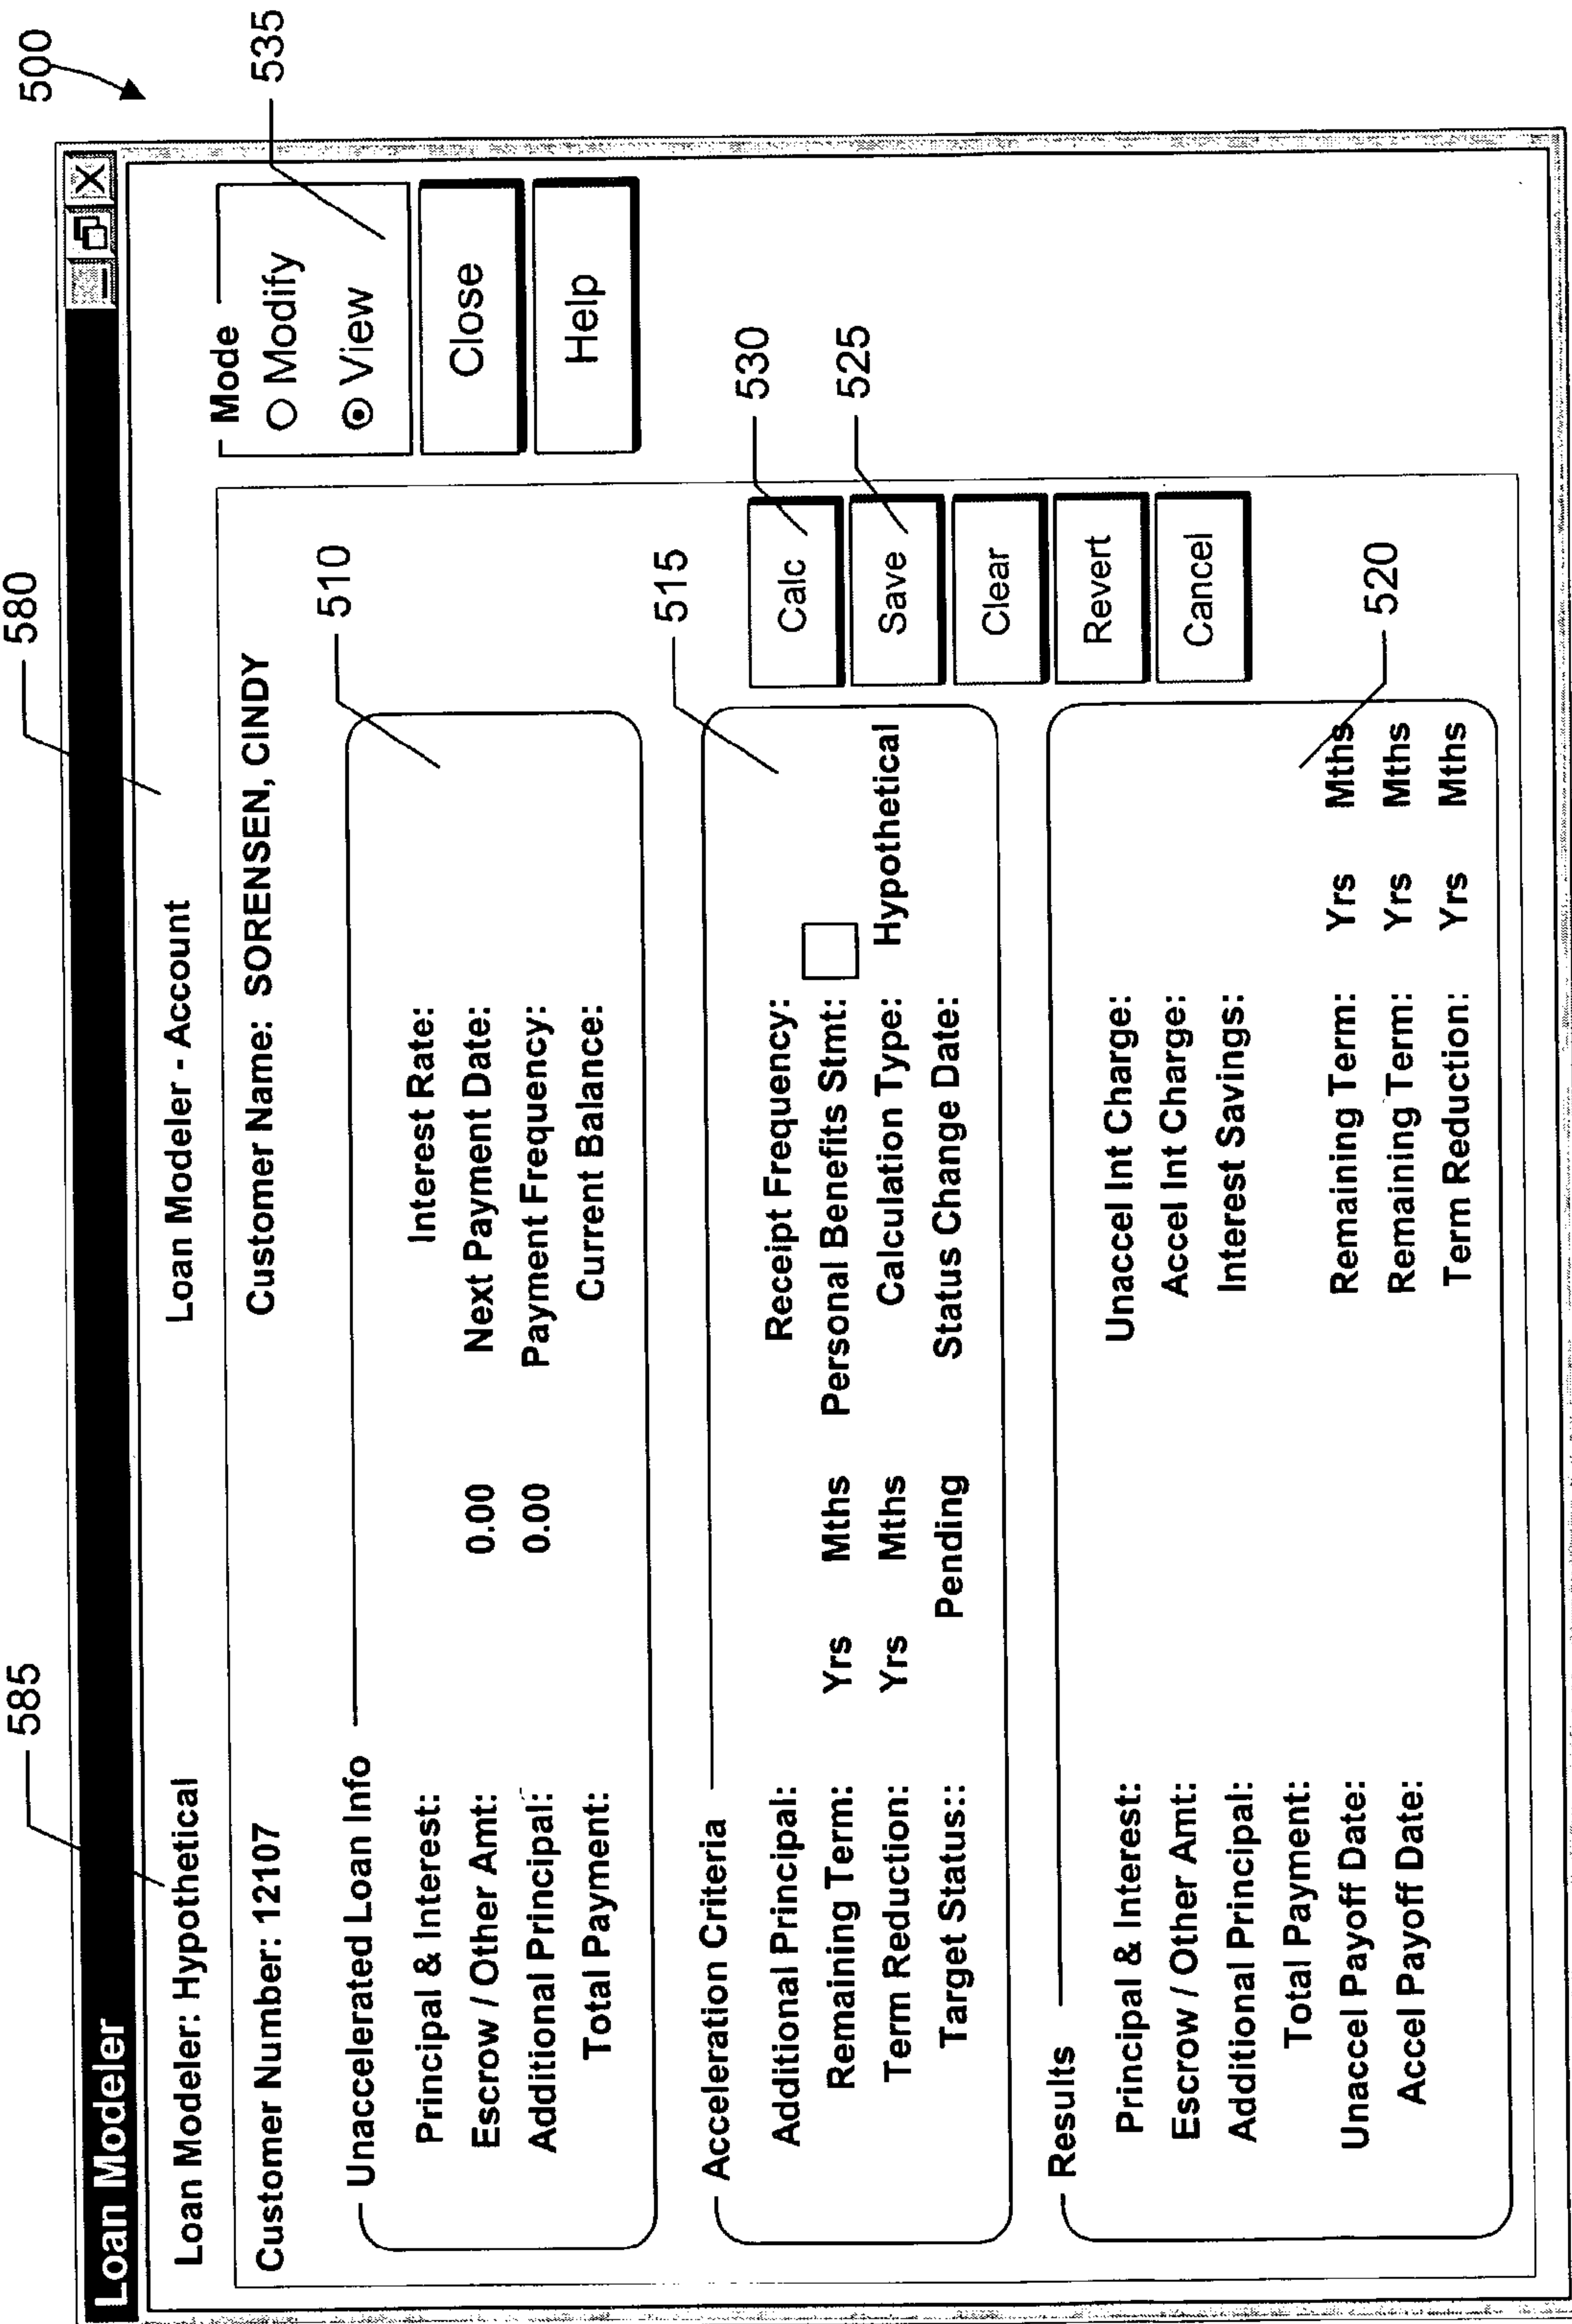 500
585
580
Loan Modeler
Loan Modeler: Hypothetical
Loan Modeler - Account
Mode
Modify
View
535
Close
Help
Customer Number: 12107 Customer Name: SORENSEN, CINDY
Unaccelerated Loan Info
510
Principal & Interest: Interest Rate:
Escrow / Other Amt: 0.00 Next Payment Date:
Additional Principal: 0.00 Payment Frequency:
Total Payment: Current Balance:
Acceleration Criteria
515
Additional Principal: Receipt Frequency:
Remaining Term: Yrs Mths Personal Benefits Stmt:
Term Reduction: Yrs Mths Calculation Type: Hypothetical
Target Status:: Pending Status Change Date:
Calc
530
Save
525
Clear
Revert
Cancel
Results
520
Principal & Interest: Unaccel Int Charge:
Escrow / Other Amt: Accel Int Charge:
Additional Principal: Interest Savings:
Total Payment:
Unaccel Payoff Date: Remaining Term: Yrs Mths
Accel Payoff Date: Remaining Term: Yrs Mths
Term Reduction: Yrs Mths